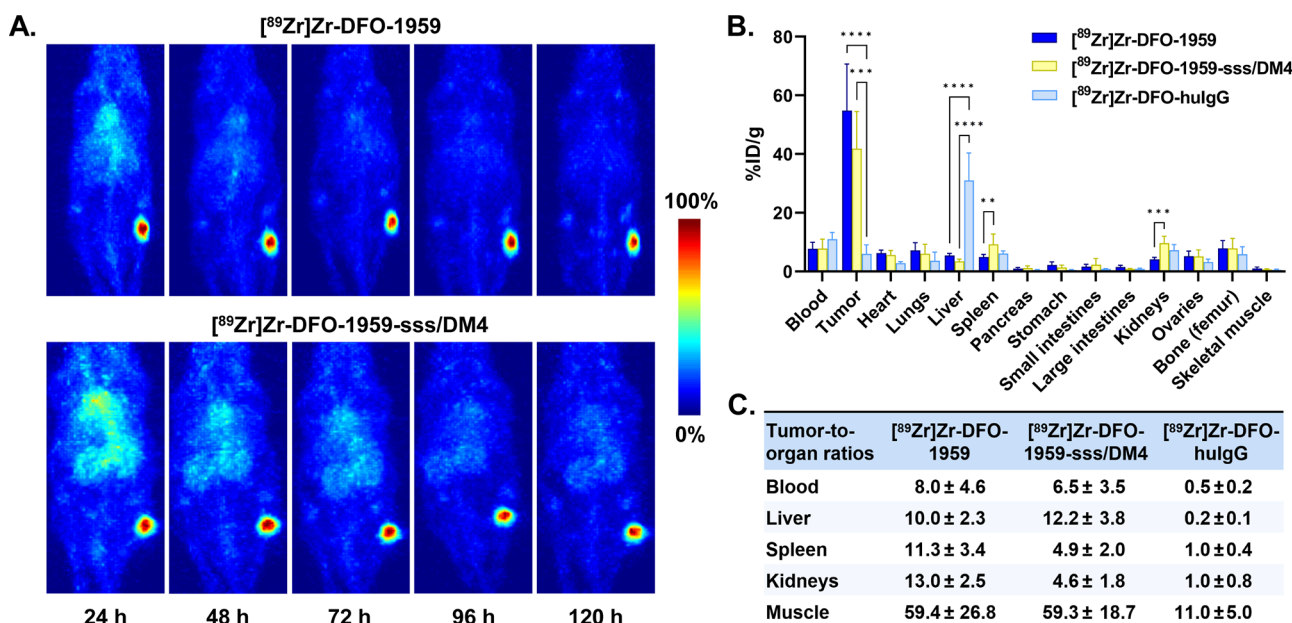 A.
[⁸⁹Zr]Zr-DFO-1959
[⁸⁹Zr]Zr-DFO-1959-sss/DM4
24 h 48 h 72 h 96 h 120 h
100%
0%
B.
80
60
40
20
0
%ID/g
**** 
***
****
****
**
***
[⁸⁹Zr]Zr-DFO-1959
[⁸⁹Zr]Zr-DFO-1959-sss/DM4
[⁸⁹Zr]Zr-DFO-huIgG
Blood
Tumor
Heart
Lungs
Liver
Spleen
Pancreas
Stomach
Small intestines
Large intestines
Kidneys
Ovaries
Bone (femur)
Skeletal muscle
C.
Tumor-to- [⁸⁹Zr]Zr-DFO- [⁸⁹Zr]Zr-DFO- [⁸⁹Zr]Zr-DFO-
organ ratios 1959 1959-sss/DM4 huIgG
Blood 8.0 ± 4.6 6.5 ± 3.5 0.5 ± 0.2
Liver 10.0 ± 2.3 12.2 ± 3.8 0.2 ± 0.1
Spleen 11.3 ± 3.4 4.9 ± 2.0 1.0 ± 0.4
Kidneys 13.0 ± 2.5 4.6 ± 1.8 1.0 ± 0.8
Muscle 59.4 ± 26.8 59.3 ± 18.7 11.0 ± 5.0